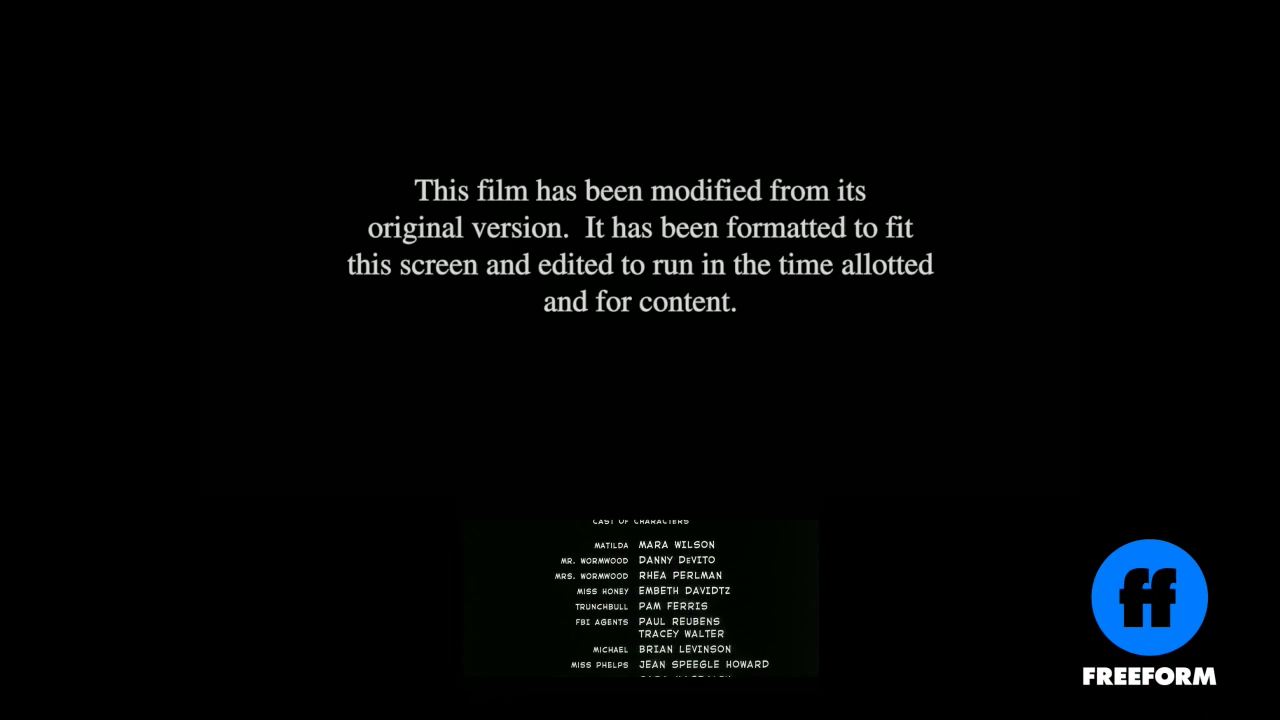 This film has been modified from its
original version.  It has been formatted to fit
this screen and edited to run in the time allotted
and for content.
CAST OF CHARACTERS
MATILDA MARA WILSON
MR. WORMWOOD DANNY DeVITO
MRS. WORMWOOD RHEA PERLMAN
MISS HONEY EMBETH DAVIDTZ
TRUNCHBULL PAM FERRIS
FBI AGENTS PAUL REUBENS
TRACEY WALTER
MICHAEL BRIAN LEVINSON
MISS PHELPS JEAN SPEEGLE HOWARD
ff
FREEFORM